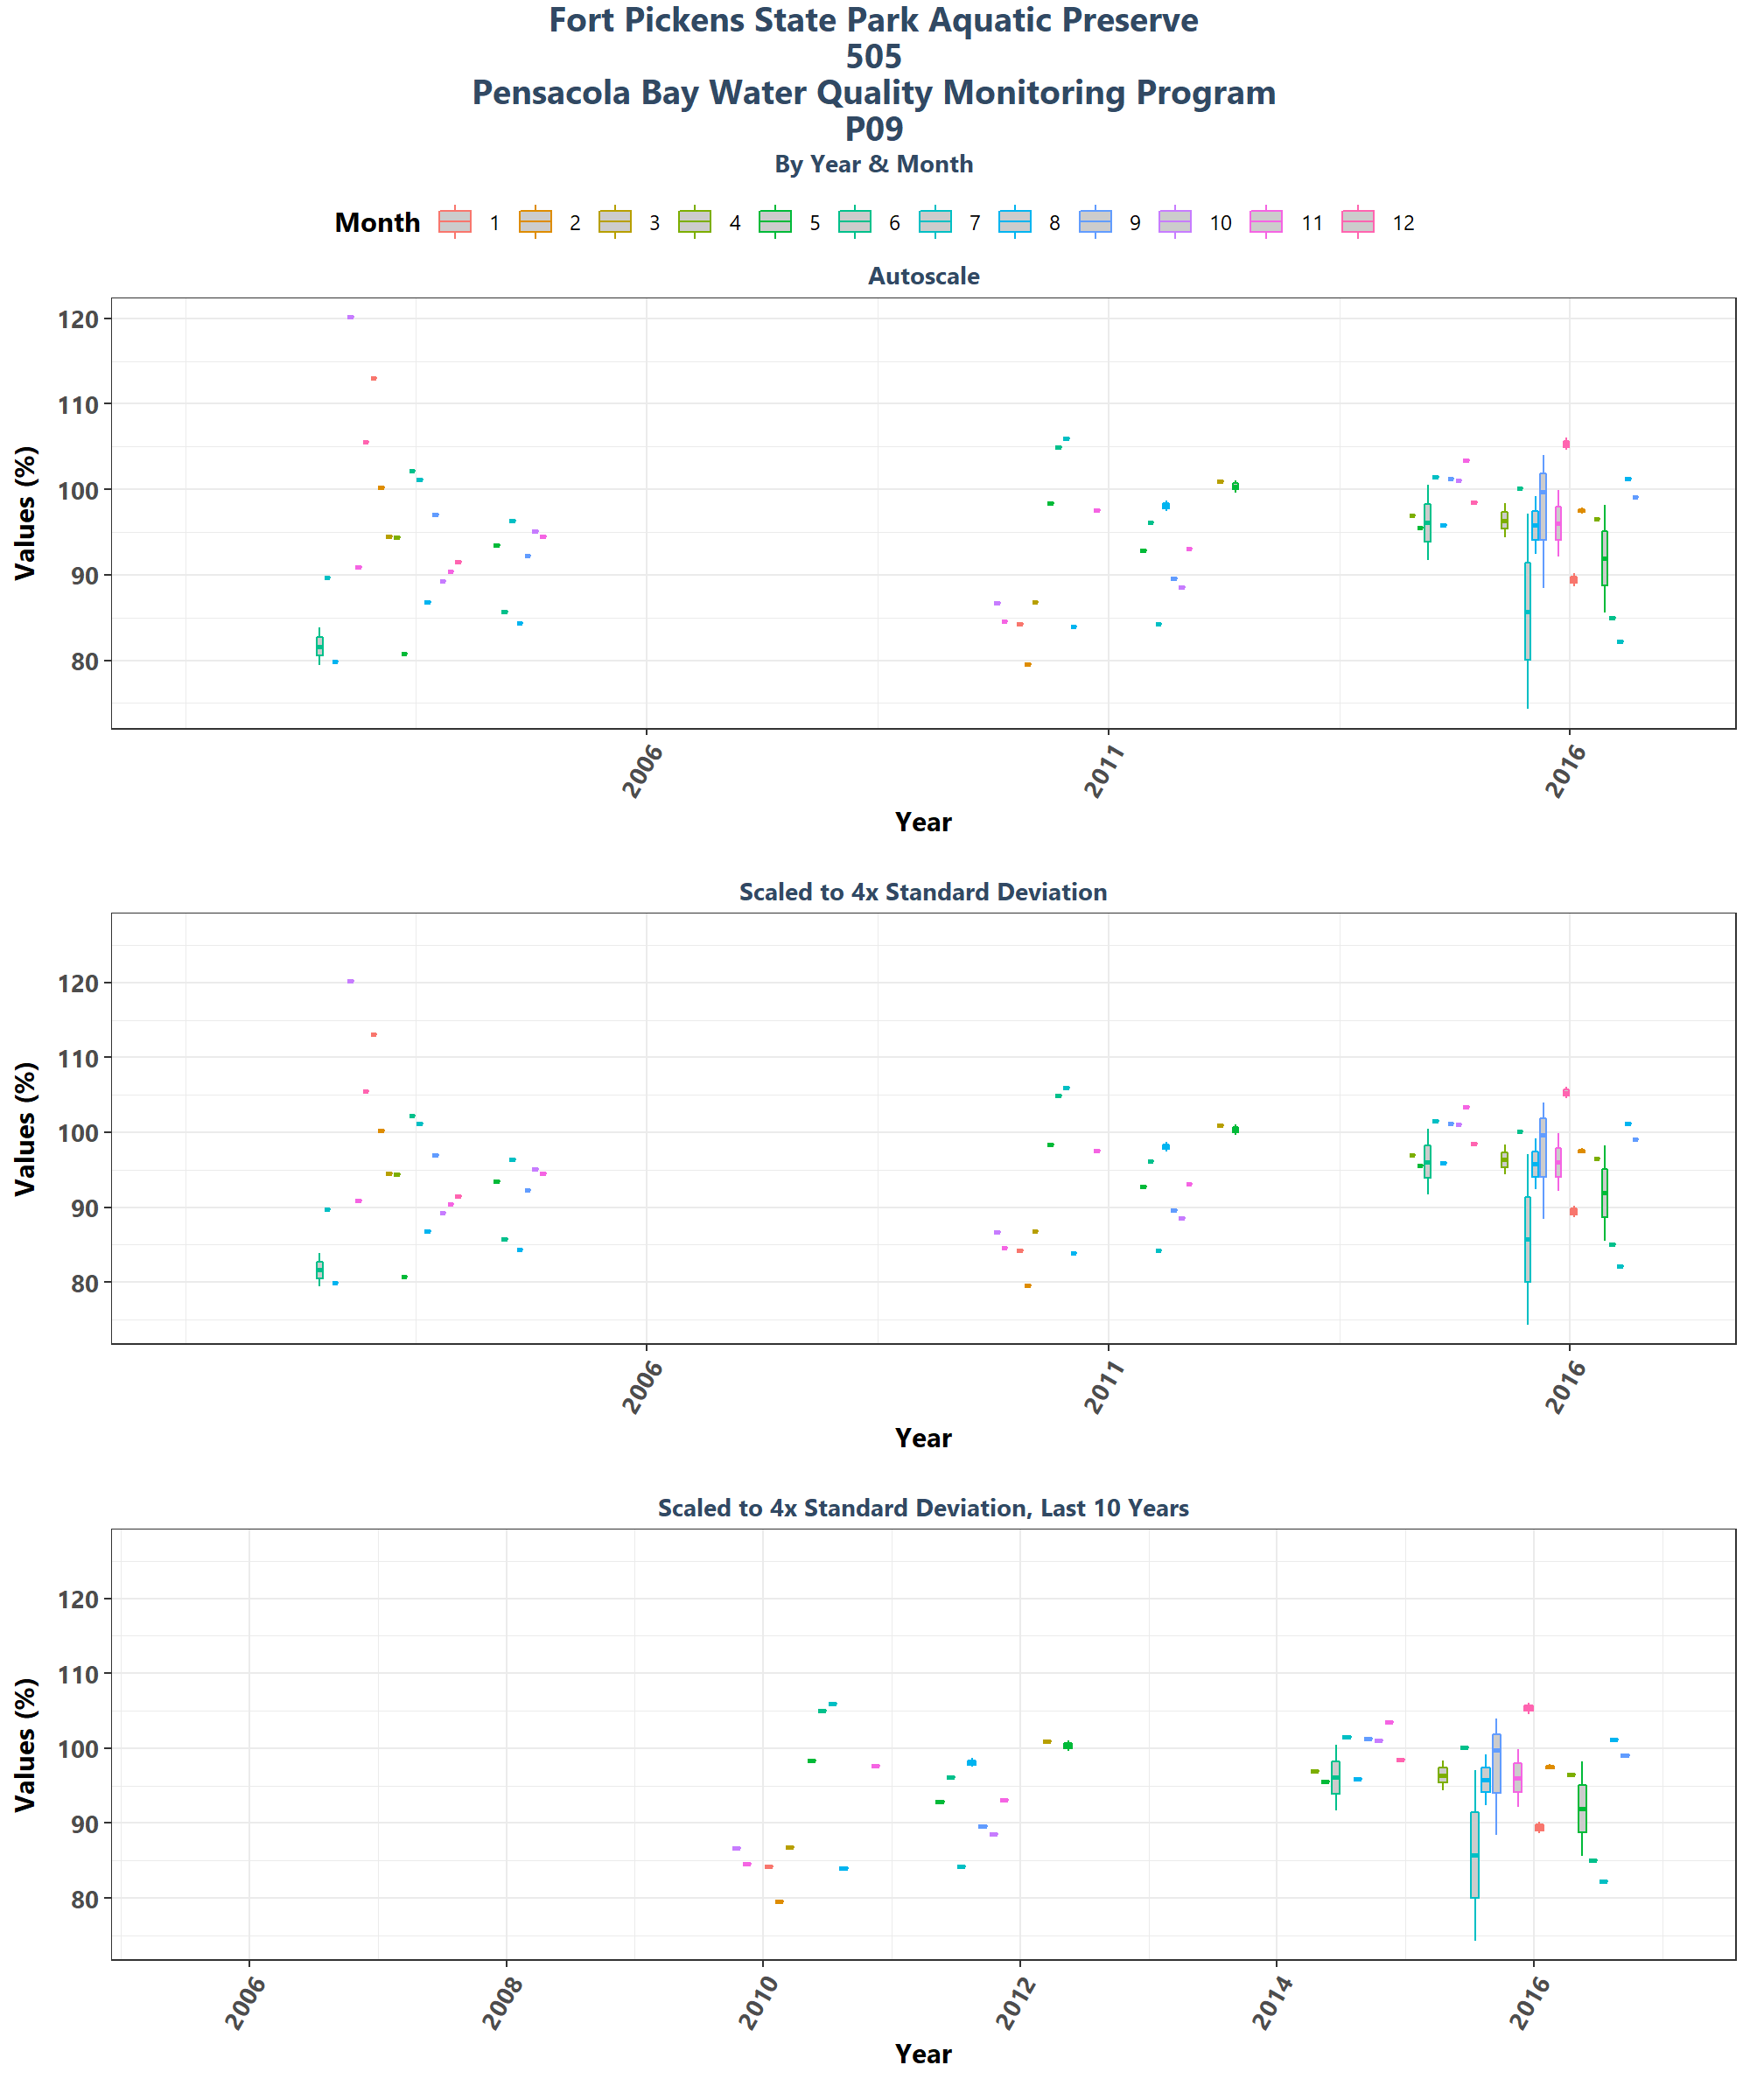 Fort Pickens State Park Aquatic Preserve
505
Pensacola Bay Water Quality Monitoring Program
P09
By Year & Month
Month 1 2 3 4 5 6 7 8 9 10 11 12
Autoscale
Values (%)
120
110
100
90
80
2006 2011 2016
Year
Scaled to 4x Standard Deviation
Values (%)
120
110
100
90
80
2006 2011 2016
Year
Scaled to 4x Standard Deviation, Last 10 Years
Values (%)
120
110
100
90
80
2006 2008 2010 2012 2014 2016
Year